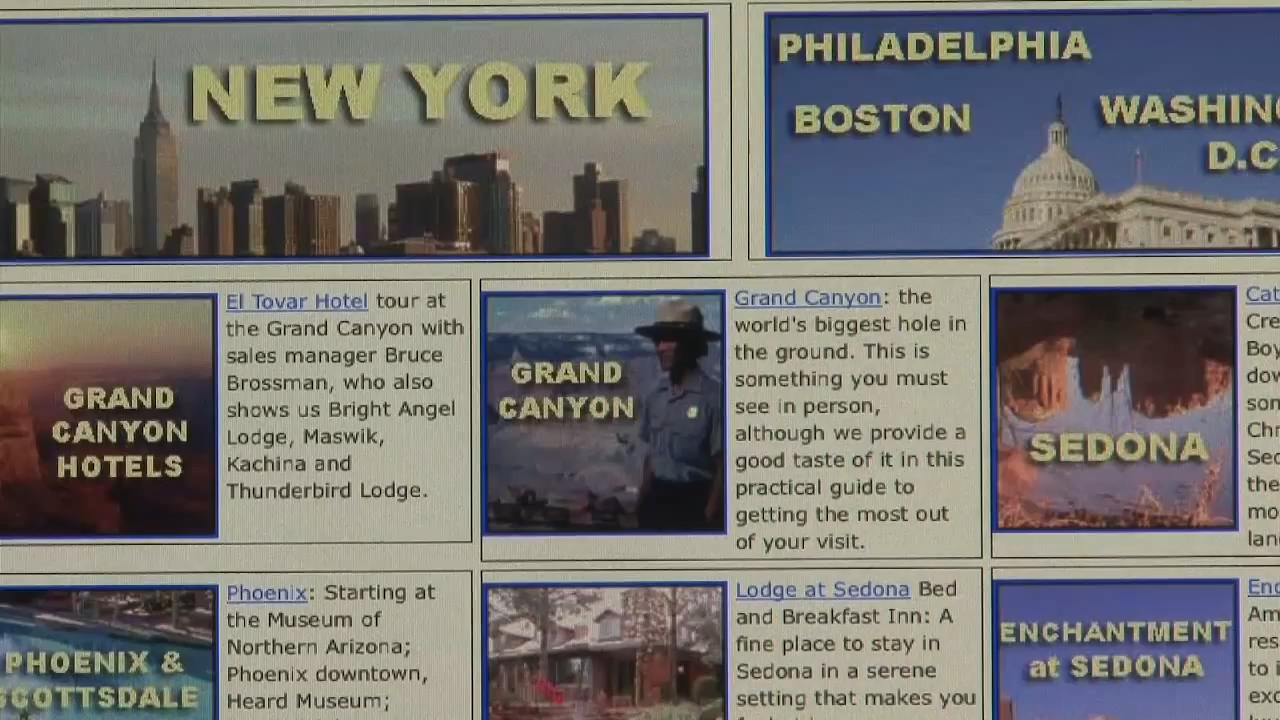 NEW YORK
PHILADELPHIA
BOSTON
D.C
GRAND
CANYON
HOTELS
El Tovar Hotel tour at
the Grand Canyon with
sales manager Bruce
Brossman, who also
shows us Bright Angel
Lodge, Maswik,
Kachina and
Thunderbird Lodge.
GRAND
CANYON
Grand Canyon: the
world's biggest hole in
the ground. This is
something you must
see in person,
although we provide a
good taste of it in this
practical guide to
getting the most out
of your visit.
SEDONA
the
PHOENIX &
SCOTTSDALE
Phoenix: Starting at
the Museum of
Northern Arizona;
Phoenix downtown,
Heard Museum;
Lodge at Sedona Bed
and Breakfast Inn: A
fine place to stay in
Sedona in a serene
setting that makes you
ENCHANTMENT
at SEDONA
to